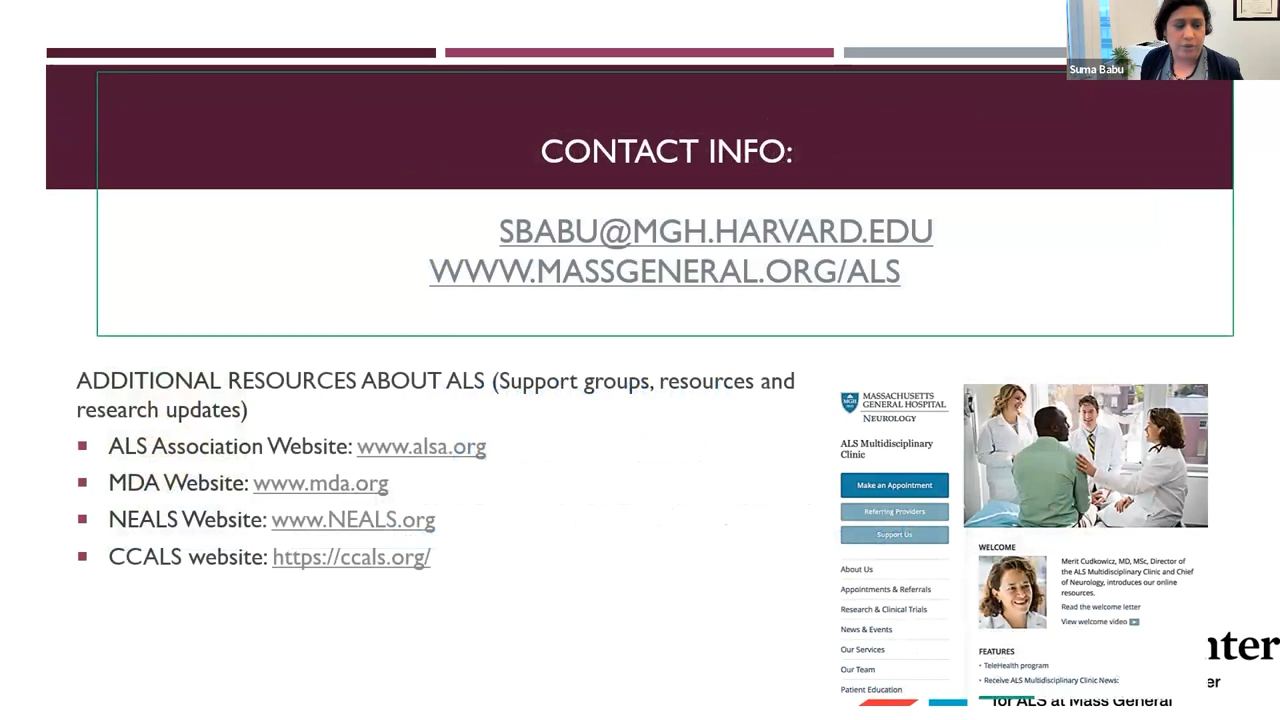 Suma Babu
CONTACT INFO:
SBABU@MGH.HARVARD.EDU
WWW.MASSGENERAL.ORG/ALS
ADDITIONAL RESOURCES ABOUT ALS (Support groups, resources and
research updates)
ALS Association Website: www.alsa.org
MDA Website: www.mda.org
NEALS Website: www.NEALS.org
CCALS website: https://ccals.org/
MGH
MASSACHUSETTS
GENERAL HOSPITAL
NEUROLOGY
ALS Multidisciplinary
Clinic
Make an Appointment
Referring Providers
Support Us
About Us
Appointments & Referrals
Research & Clinical Trials
News & Events
Our Services
Our Team
Patient Education
WELCOME
Merit Cudkowicz, MD, MSc, Director of
the ALS Multidisciplinary Clinic and Chief
of Neurology, introduces our online
resources.
Read the welcome letter
View welcome video
FEATURES
• TeleHealth program
• Receive ALS Multidisciplinary Clinic News:
nter
er
for ALS at Mass General